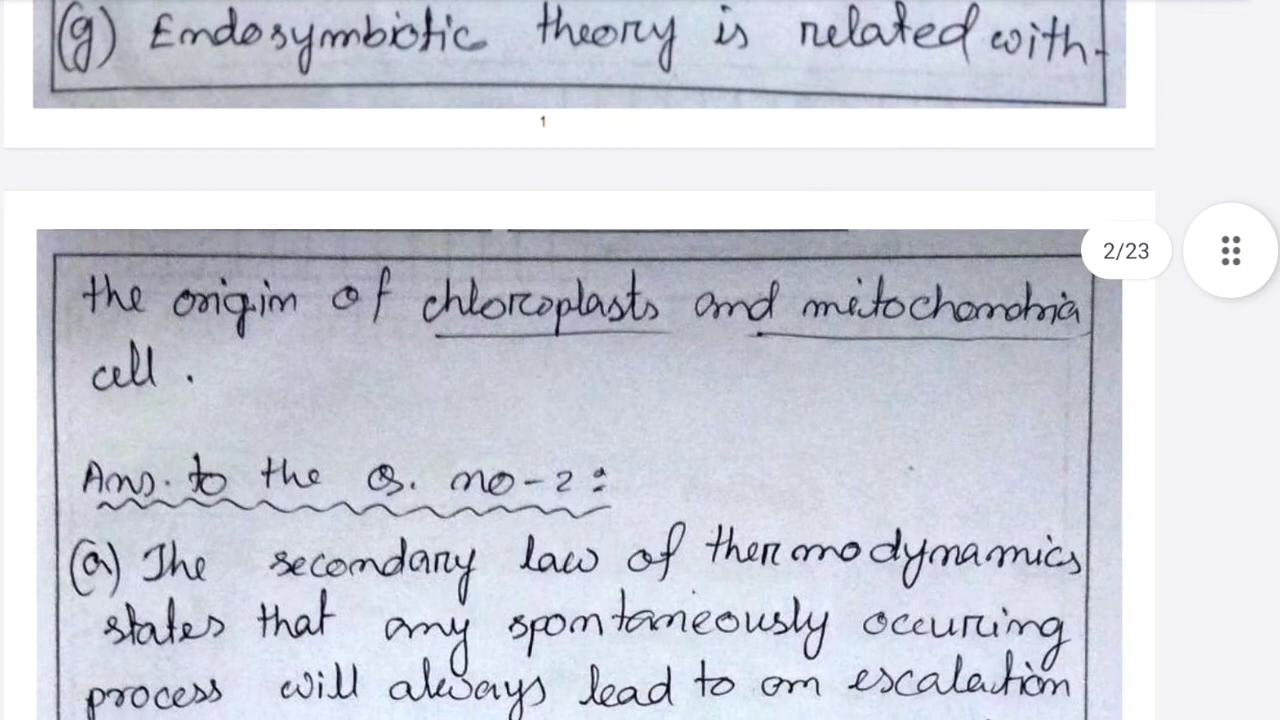 (g) Endosymbiotic theory is related with-
1
2/23
the origin of chloroplasts and mitochondria
cell .
Ans. to the Q. no-2:
(a) The secondary law of thermodynamics
states that any spontaneously occuring
process will always lead to an escalation